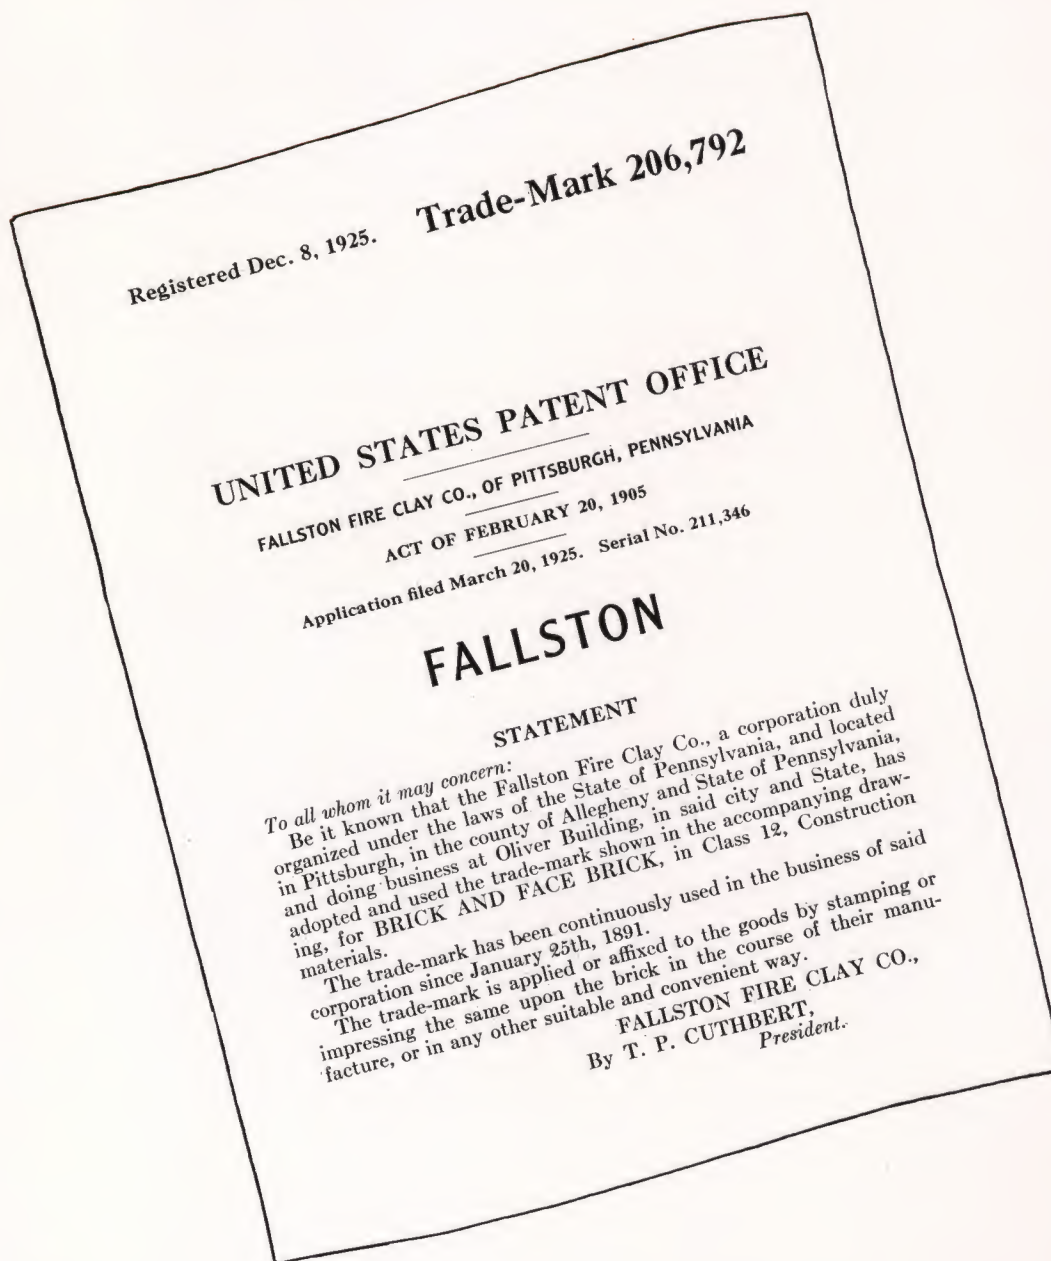 Registered Dec. 8, 1925. Trade-Mark 206,792
UNITED STATES PATENT OFFICE
FALLSTON FIRE CLAY CO., OF PITTSBURGH, PENNSYLVANIA
ACT OF FEBRUARY 20, 1905
Application filed March 20, 1925. Serial No. 211,346
FALLSTON
STATEMENT
To all whom it may concern:
Be it known that the Fallston Fire Clay Co., a corporation duly
organized under the laws of the State of Pennsylvania, and located
in Pittsburgh, in the county of Allegheny and State of Pennsylvania,
and doing business at Oliver Building, in said city and State, has
adopted and used the trade-mark shown in the accompanying draw-
ing, for BRICK AND FACE BRICK, in Class 12, Construction
materials.
The trade-mark has been continuously used in the business of said
corporation since January 25th, 1891.
The trade-mark is applied or affixed to the goods by stamping or
impressing the same upon the brick in the course of their manu-
facture, or in any other suitable and convenient way.
FALLSTON FIRE CLAY CO.,
By T. P. CUTHBERT,
President.